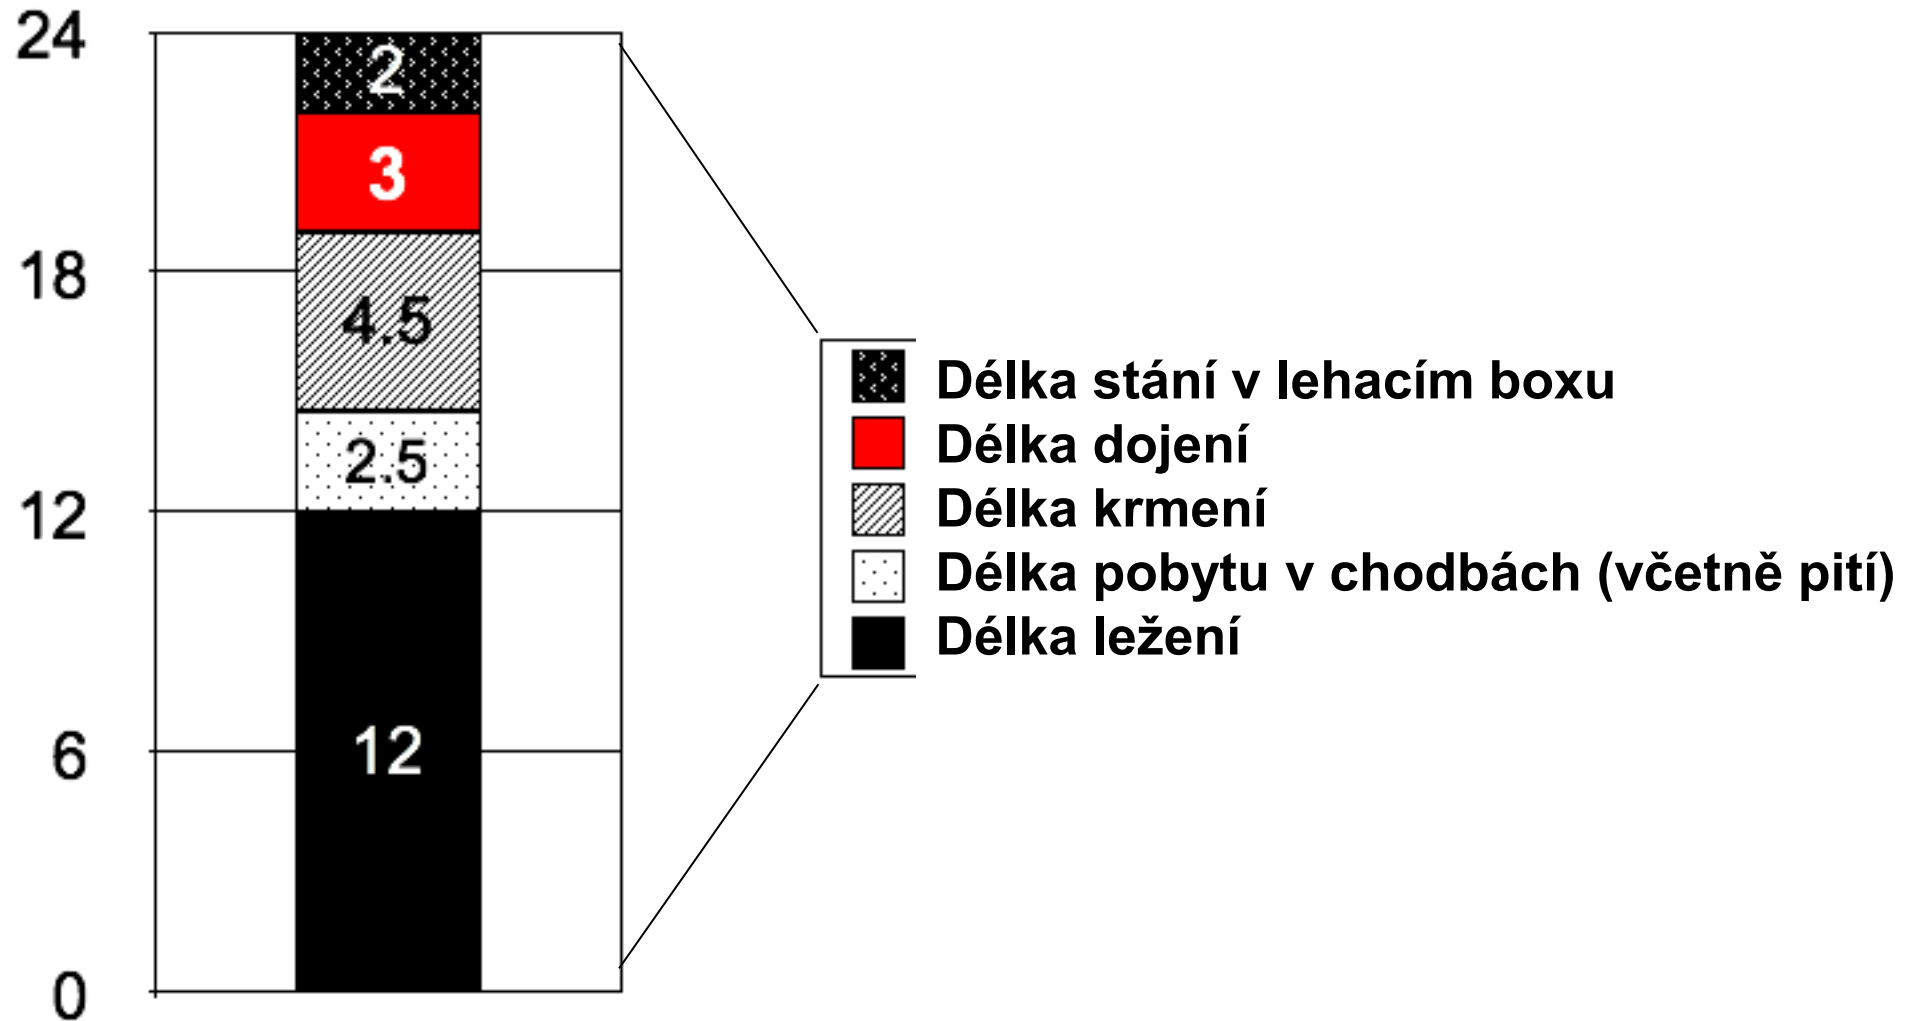 24
2
3
18
4.5
2.5
12
12
6
0
Délka stání v lehacím boxu
Délka dojení
Délka krmení
Délka pobytu v chodbách (včetně pití)
Délka ležení